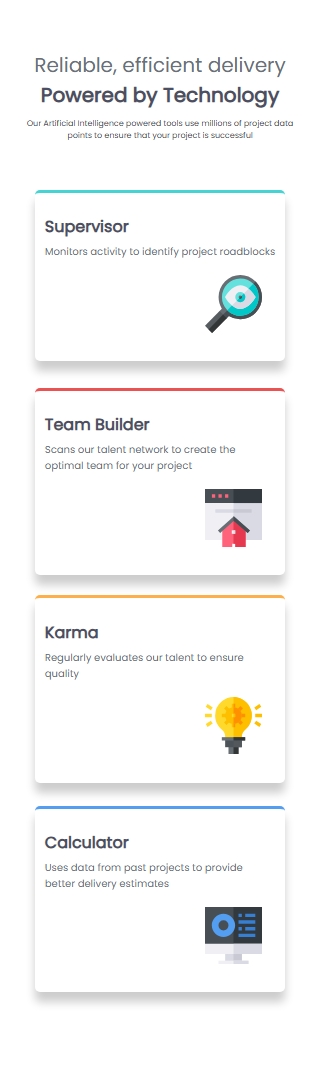 Reliable, efficient delivery
Powered by Technology
Our Artificial Intelligence powered tools use millions of project data
points to ensure that your project is successful
Supervisor
Monitors activity to identify project roadblocks
Team Builder
Scans our talent network to create the
optimal team for your project
Karma
Regularly evaluates our talent to ensure
quality
Calculator
Uses data from past projects to provide
better delivery estimates